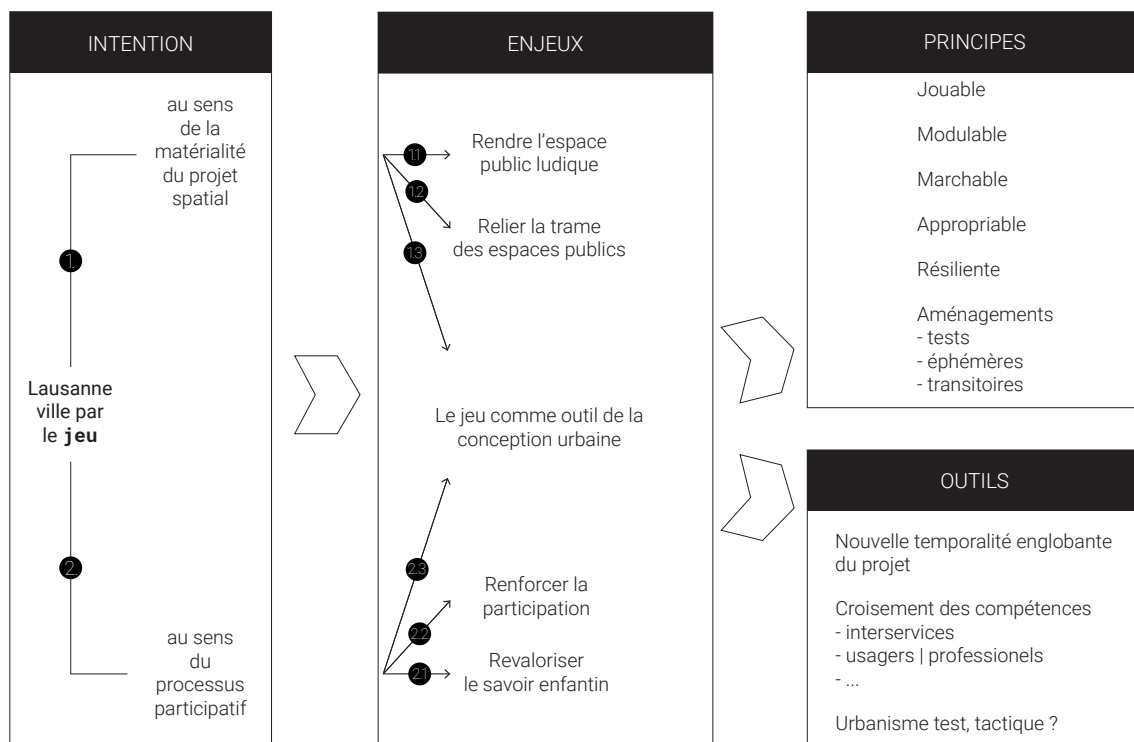 INTENTION
au sens
de la
matérialité
du projet
spatial
1.
Lausanne
ville par
le jeu
2.
au sens
du
processus
participatif
ENJEUX
1.1
Rendre l’espace
public ludique
1.2
Relier la trame
des espaces publics
1.3
Le jeu comme outil de la
conception urbaine
2.3
Renforcer la
participation
2.2
Revaloriser
2.1
le savoir enfantin
PRINCIPES
Jouable
Modulable
Marchable
Appropriable
Résiliente
Aménagements
- tests
- éphémères
- transitoires
OUTILS
Nouvelle temporalité englobante
du projet
Croisement des compétences
- interservices
- usagers | professionels
- ...
Urbanisme test, tactique ?